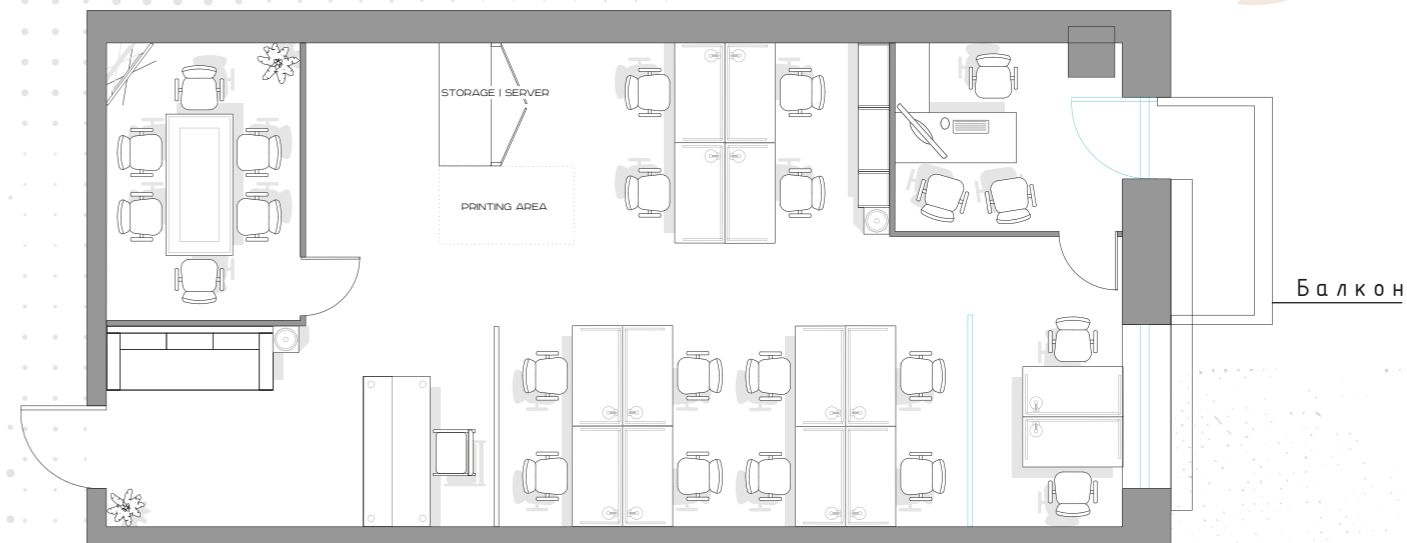 STORAGE | SERVER
PRINTING AREA
Балкон